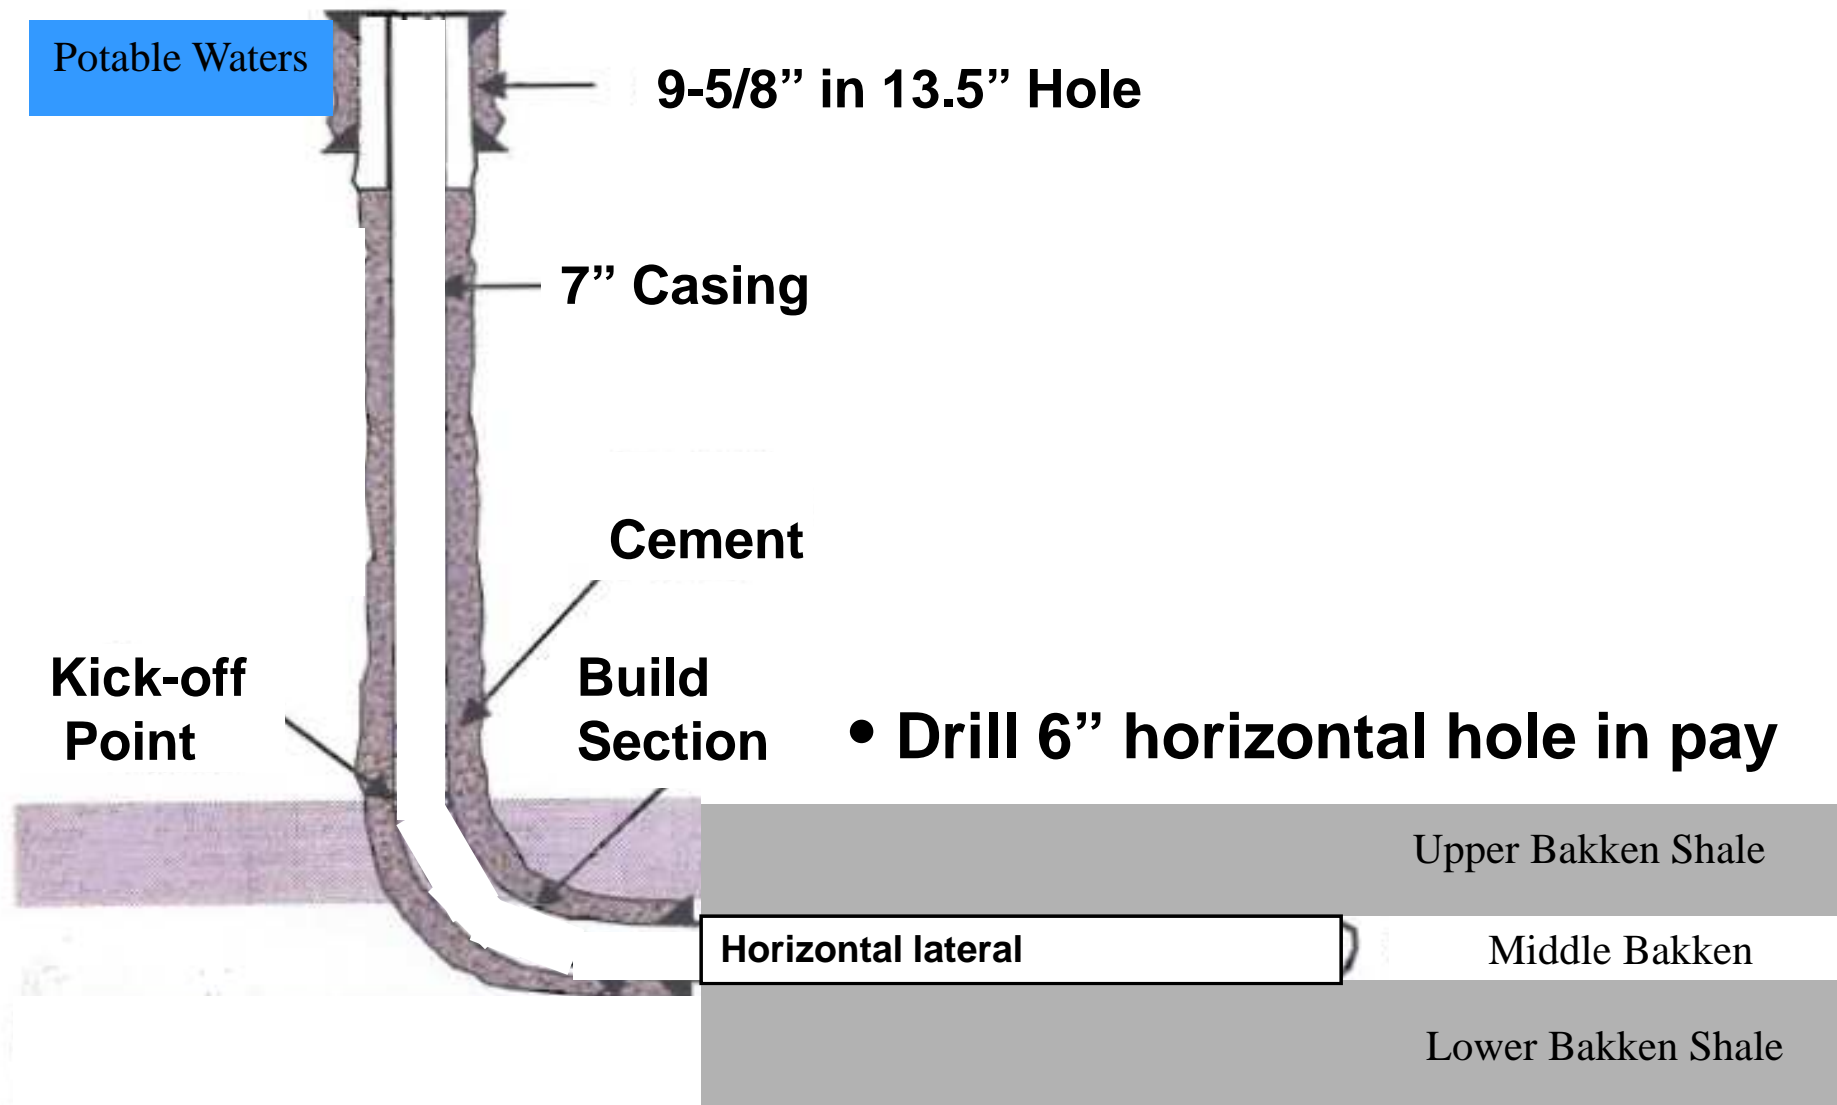 Potable Waters
9-5/8” in 13.5” Hole
7” Casing
Cement
Kick-off
Point
Build
Section
• Drill 6” horizontal hole in pay
Upper Bakken Shale
Horizontal lateral
Middle Bakken
Lower Bakken Shale